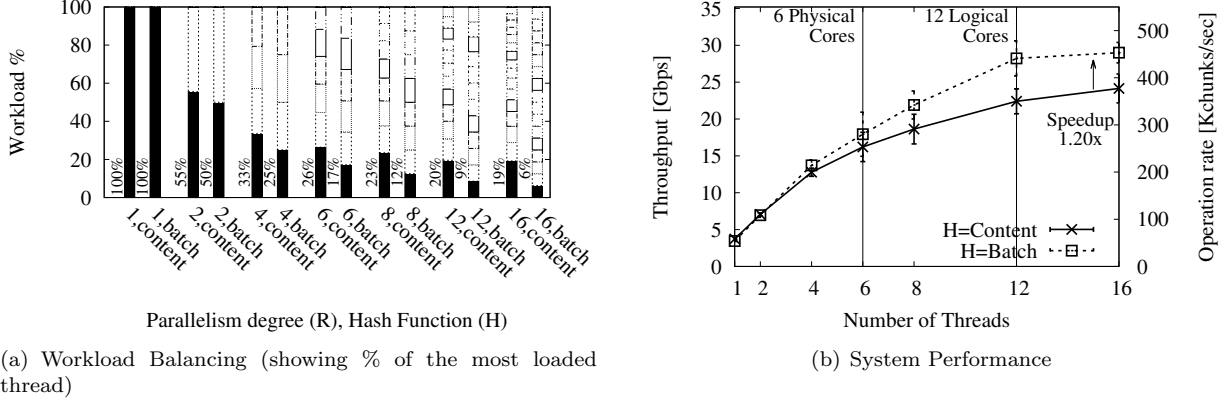 100
80
60
40
20
0
Workload %
100%
100%
55%
50%
33%
25%
26%
17%
23%
12%
20%
9%
19%
6%
1,content
1,batch
2,content
2,batch
4,content
4,batch
6,content
6,batch
8,content
8,batch
12,content
12,batch
16,content
16,batch
Parallelism degree (R), Hash Function (H)
(a) Workload Balancing (showing % of the most loaded
thread)
35
30
25
20
15
10
5
0
Throughput [Gbps]
6 Physical
Cores
12 Logical
Cores
Speedup
1.20x
H=Content
H=Batch
500
400
300
200
100
0
Operation rate [Kchunks/sec]
1 2 4 6 8 12 16
Number of Threads
(b) System Performance